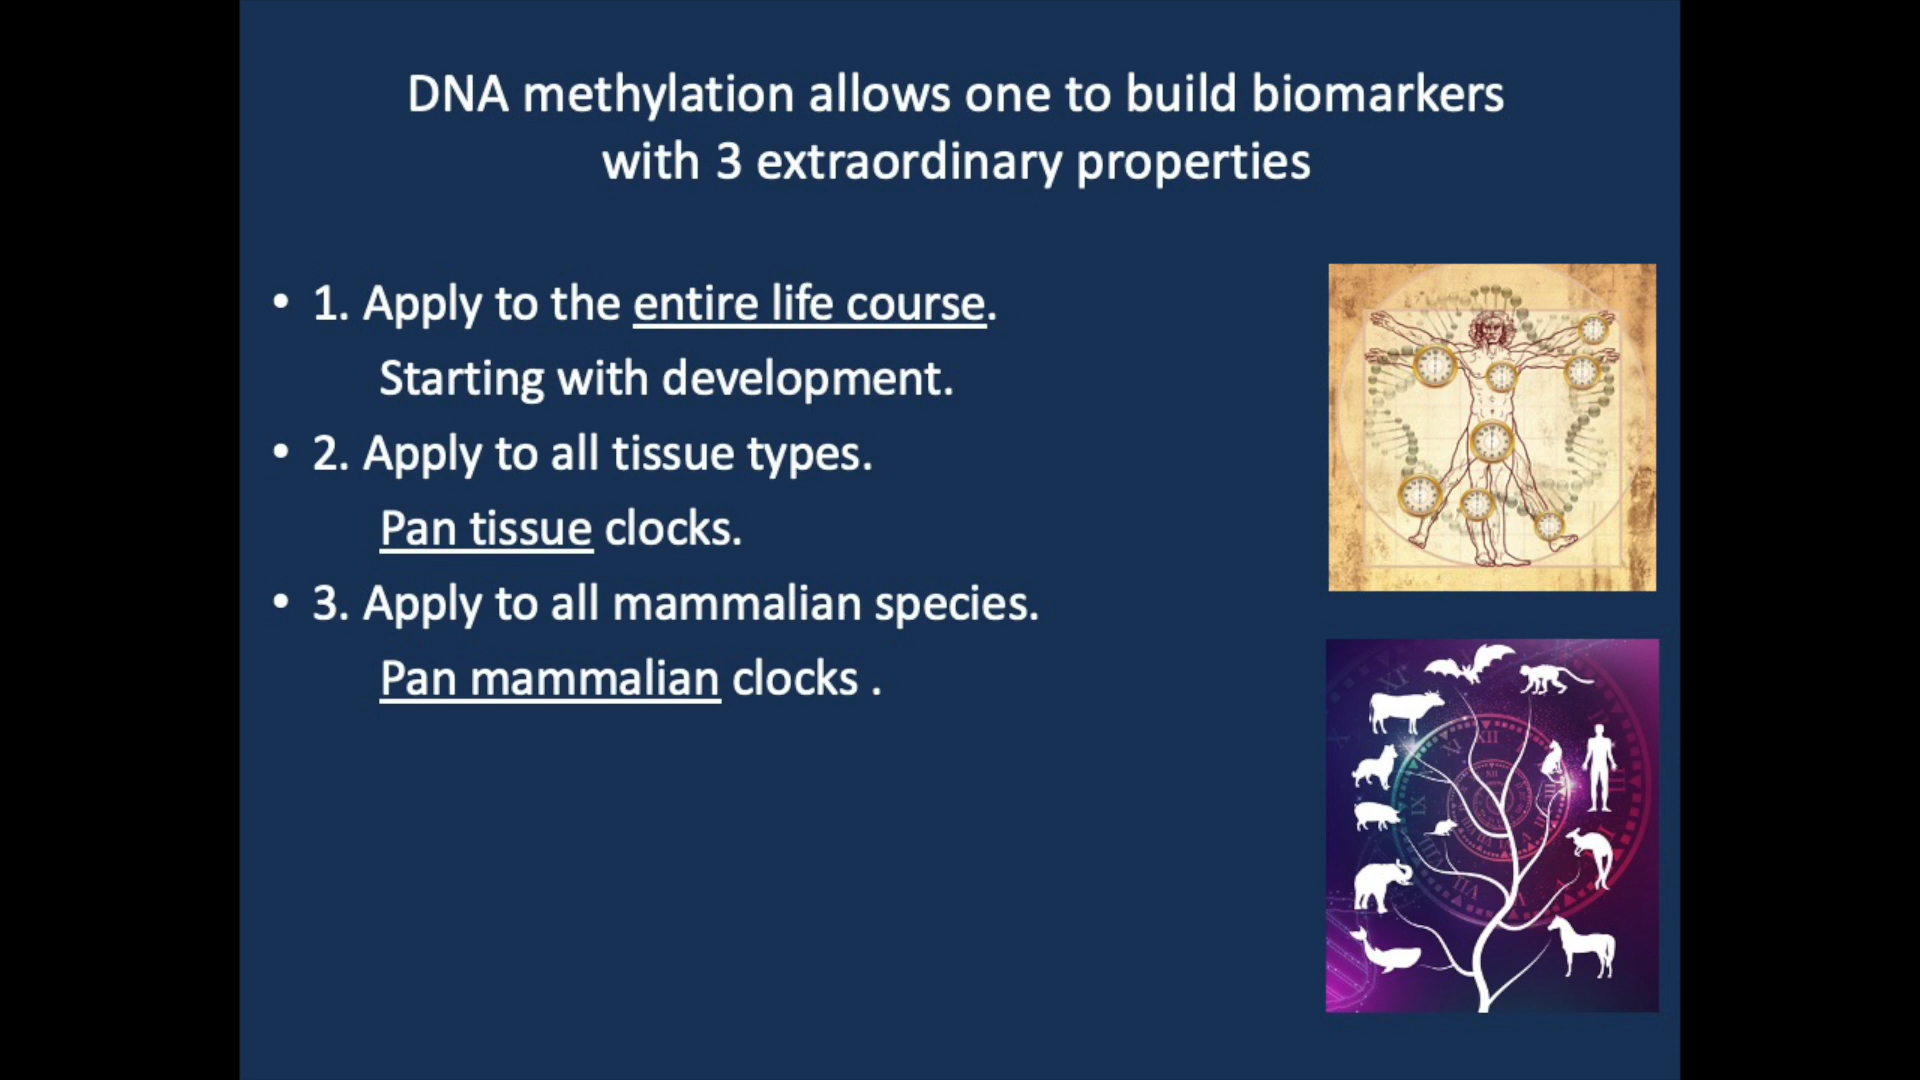 DNA methylation allows one to build biomarkers
with 3 extraordinary properties
• 1. Apply to the entire life course.
Starting with development.
• 2. Apply to all tissue types.
Pan tissue clocks.
• 3. Apply to all mammalian species.
Pan mammalian clocks .